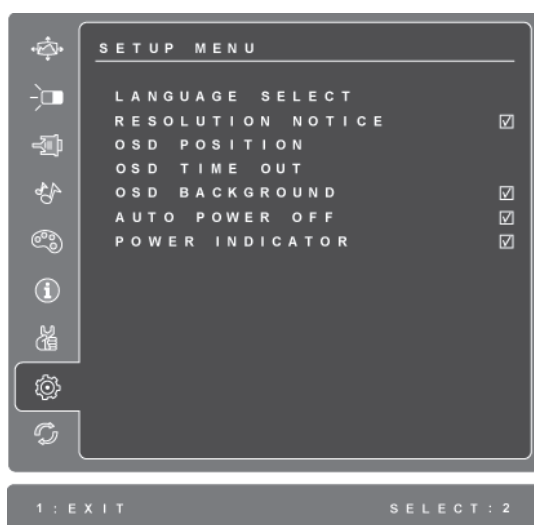 SETUP MENU
LANGUAGE SELECT
RESOLUTION NOTICE
OSD POSITION
OSD TIME OUT
OSD BACKGROUND
AUTO POWER OFF
POWER INDICATOR
1:EXIT SELECT:2